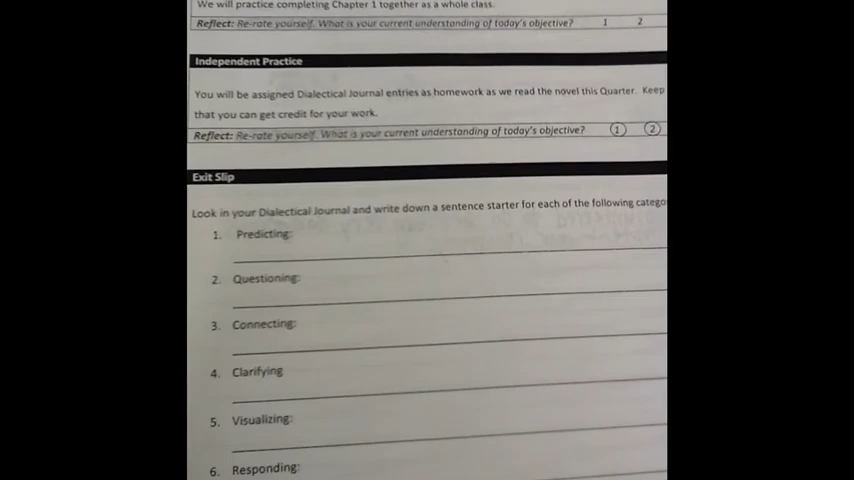 We will practice completing Chapter 1 together as a whole class.
Reflect: Re-rate yourself. What is your current understanding of today's objective? 1 2
Independent Practice
You will be assigned Dialectical Journal entries as homework as we read the novel this Quarter. Keep
that you can get credit for your work.
Reflect: Re-rate yourself. What is your current understanding of today's objective? 1 2
Exit Slip
Look in your Dialectical Journal and write down a sentence starter for each of the following catego
1. Predicting:
2. Questioning:
3. Connecting:
4. Clarifying
5. Visualizing:
6. Responding: